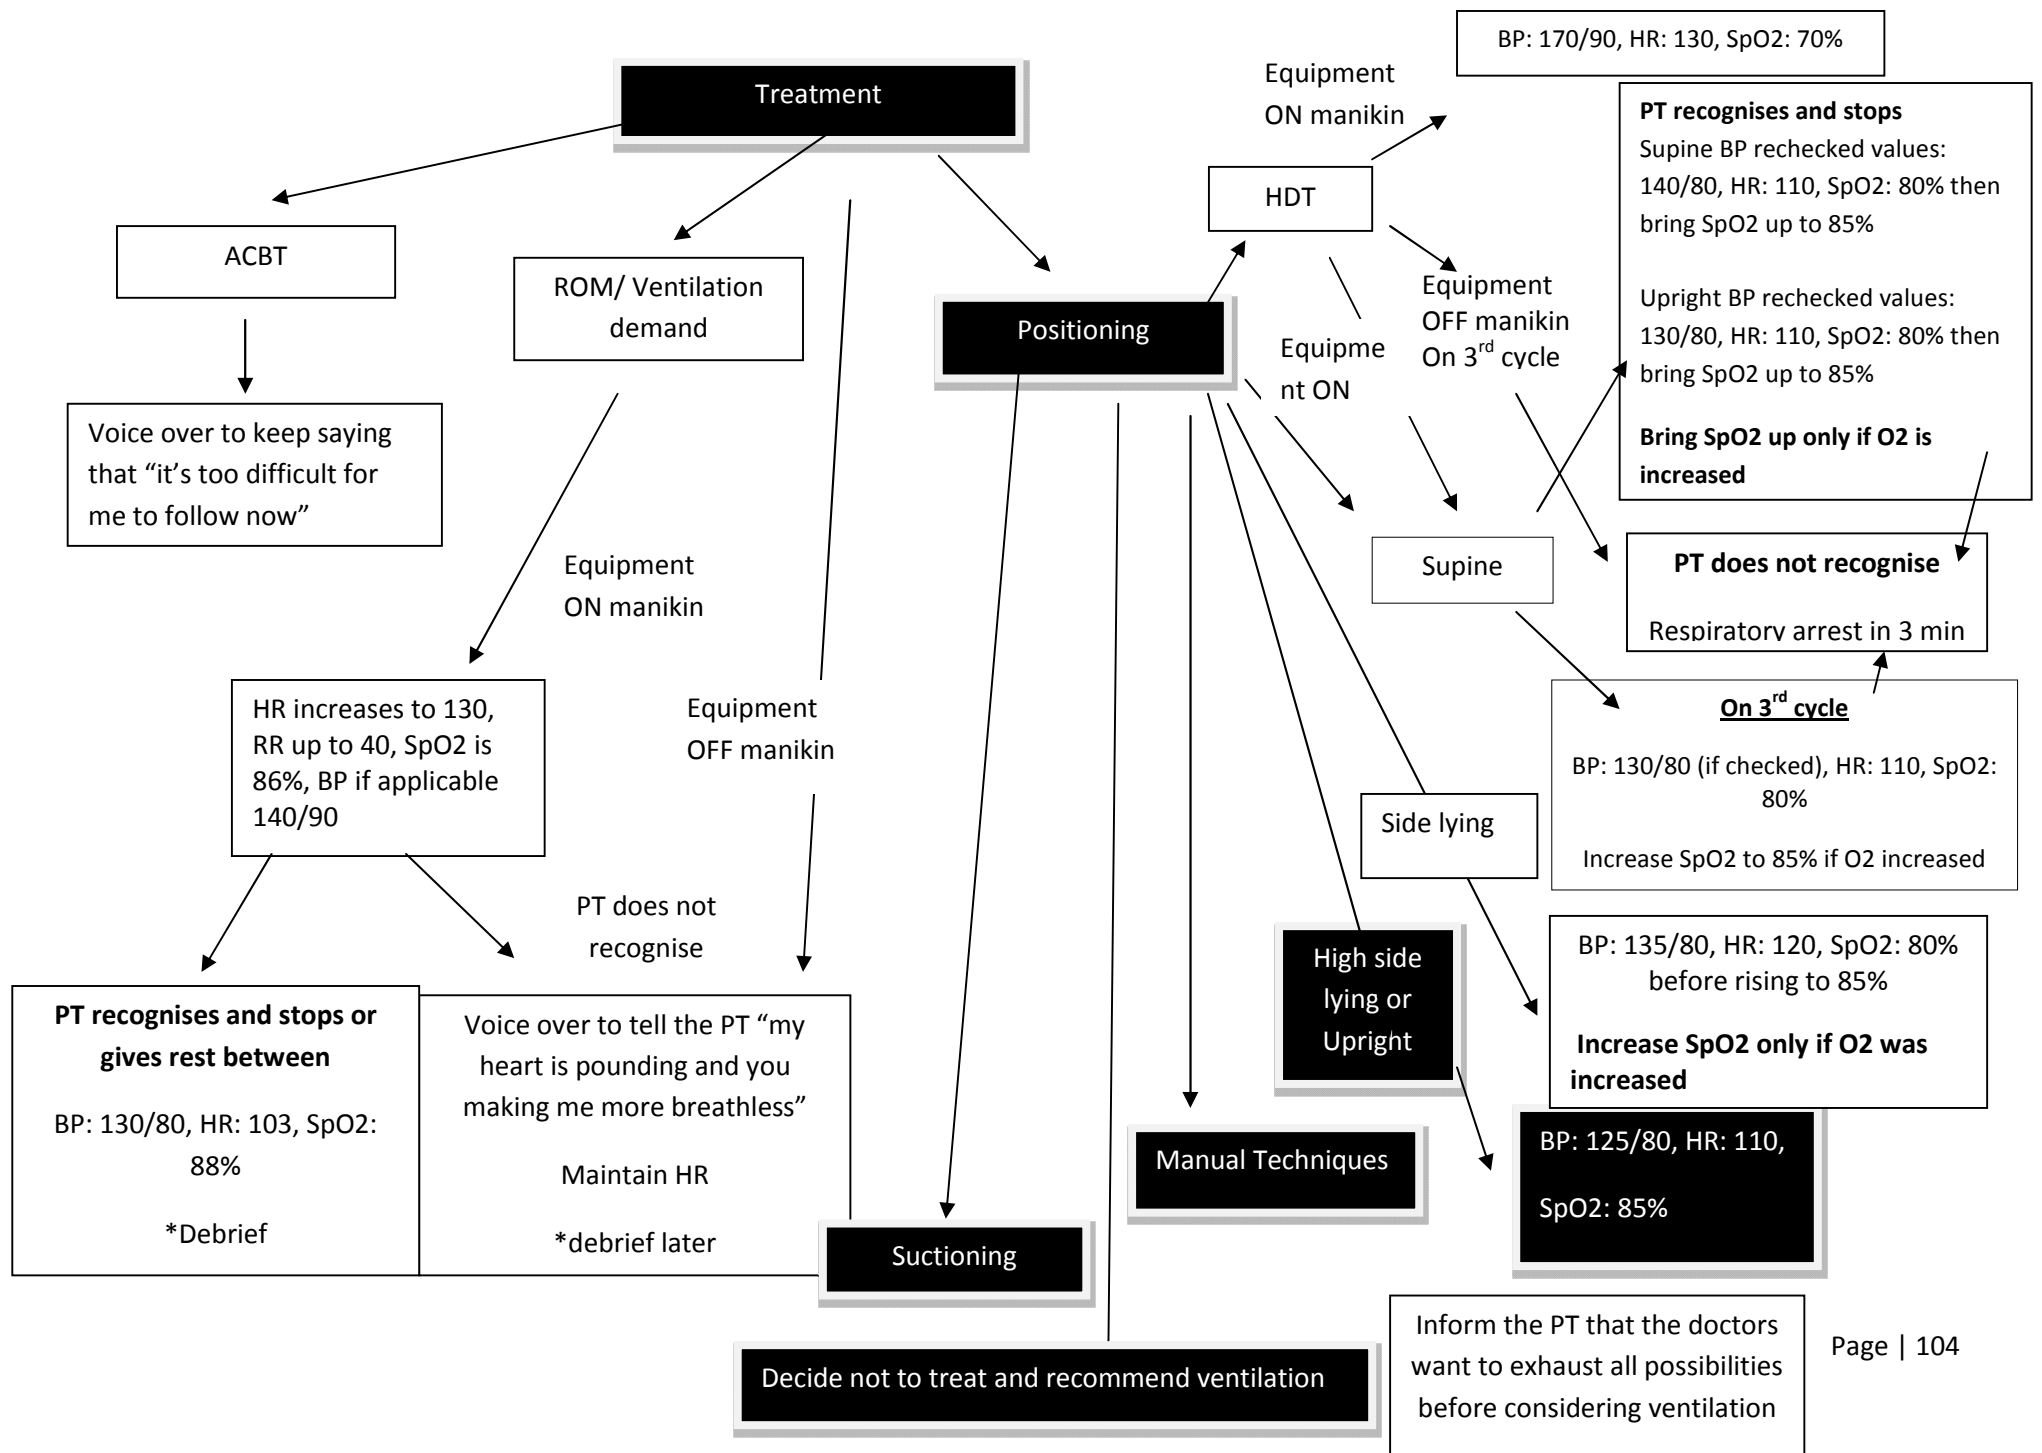 BP: 170/90, HR: 130, SpO2: 70%
Treatment
Equipment
ON manikin
PT recognises and stops
Supine BP rechecked values:
140/80, HR: 110, SpO2: 80% then
bring SpO2 up to 85%
Upright BP rechecked values:
130/80, HR: 110, SpO2: 80% then
bring SpO2 up to 85%
Bring SpO2 up only if O2 is
increased
HDT
ACBT
ROM/ Ventilation
demand
Positioning
Equipment
OFF manikin
On 3rd cycle
Equipme
nt ON
Voice over to keep saying
that “it’s too difficult for
me to follow now”
Equipment
ON manikin
Supine
PT does not recognise
Respiratory arrest in 3 min
HR increases to 130,
RR up to 40, SpO2 is
86%, BP if applicable
140/90
Equipment
OFF manikin
On 3rd cycle
BP: 130/80 (if checked), HR: 110, SpO2:
80%
Increase SpO2 to 85% if O2 increased
Side lying
PT does not
recognise
High side
lying or
Upright
BP: 135/80, HR: 120, SpO2: 80%
before rising to 85%
Increase SpO2 only if O2 was
increased
PT recognises and stops or
gives rest between
BP: 130/80, HR: 103, SpO2:
88%
*Debrief
Voice over to tell the PT “my
heart is pounding and you
making me more breathless”
Maintain HR
*debrief later
Manual Techniques
BP: 125/80, HR: 110,
SpO2: 85%
Suctioning
Decide not to treat and recommend ventilation
Inform the PT that the doctors
want to exhaust all possibilities
before considering ventilation
Page | 104